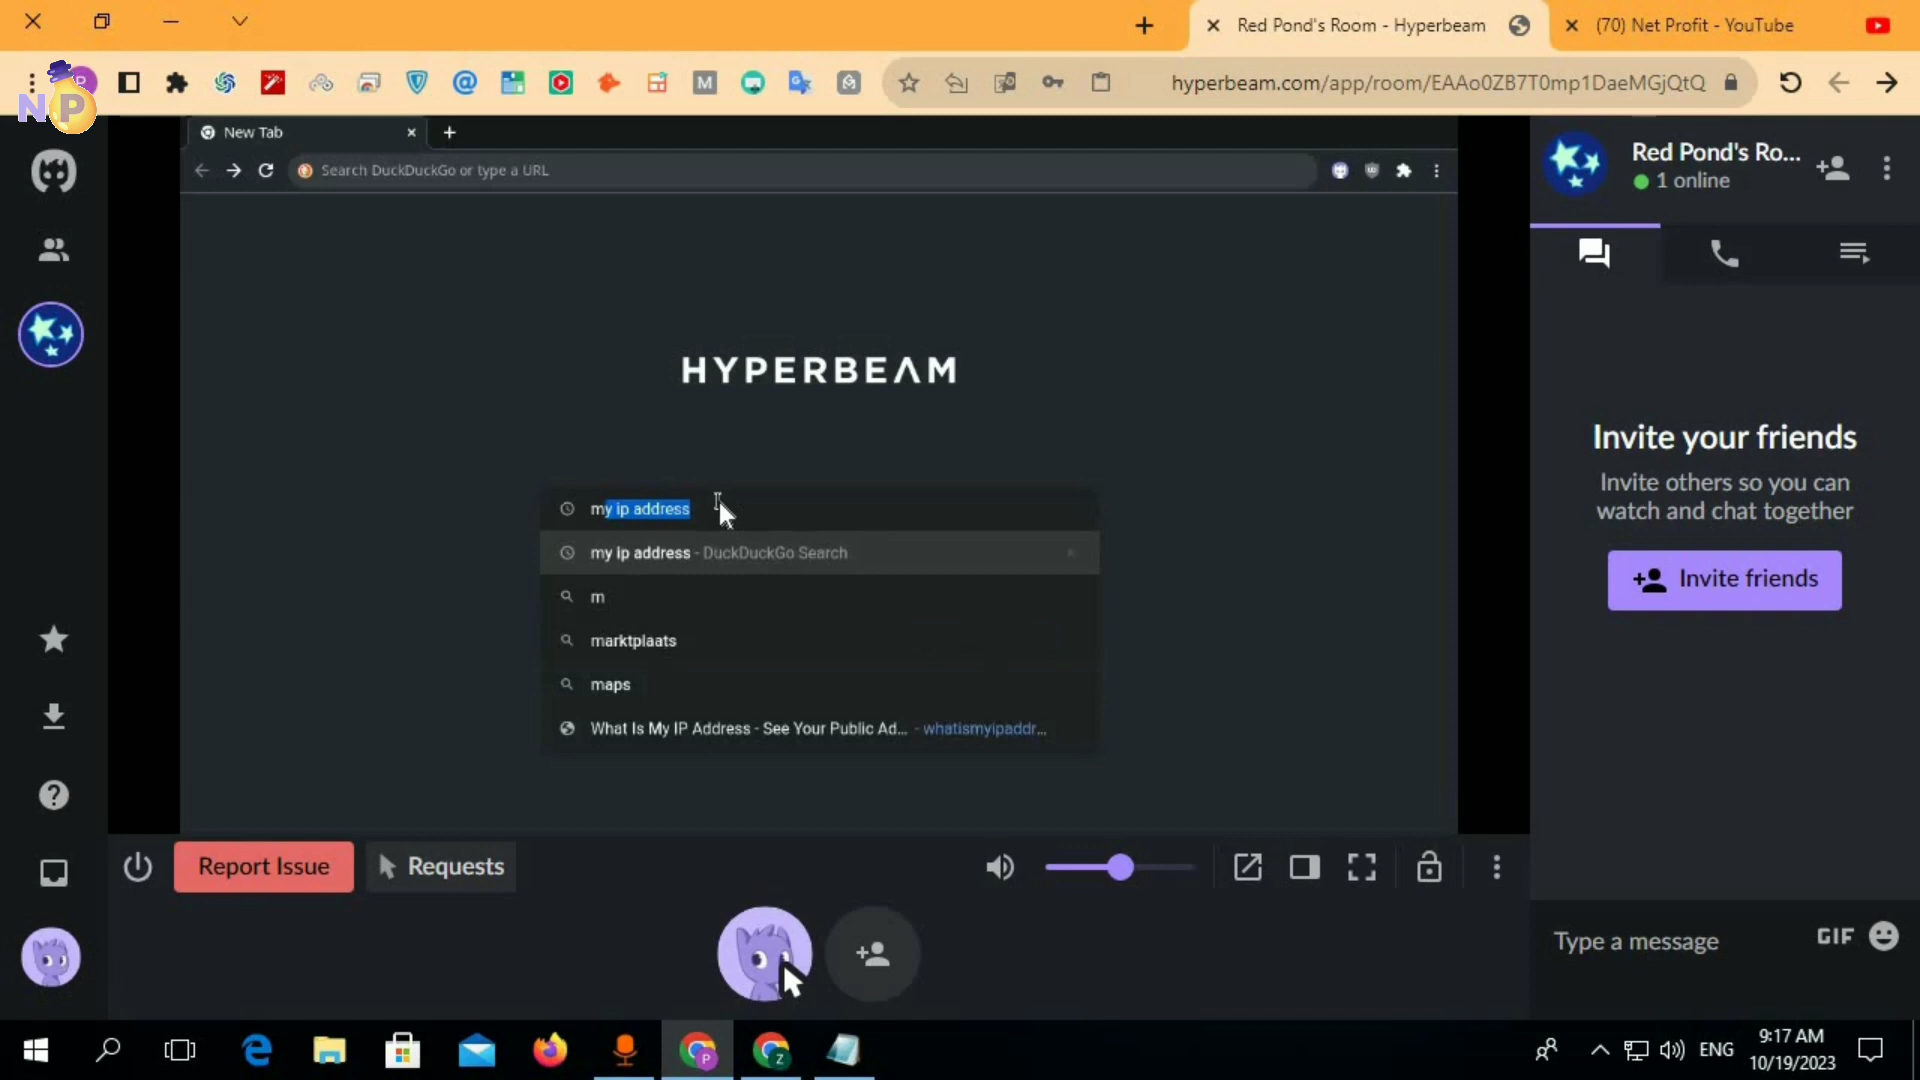 Red Pond's Room - Hyperbeam
(70) Net Profit - YouTube
NP
P
M
hyperbeam.com/app/room/EAAo0ZB7T0mp1DaeMGjQtQ
New Tab
Search DuckDuckGo or type a URL
HYPERBEAM
my ip address
my ip address - DuckDuckGo Search
m
marktplaats
maps
What Is My IP Address - See Your Public Ad... - whatismyipaddr...
Red Pond's Ro...
1 online
Invite your friends
Invite others so you can
watch and chat together
Invite friends
Report Issue
Requests
Type a message
GIF
P
Z
ENG
9:17 AM
10/19/2023